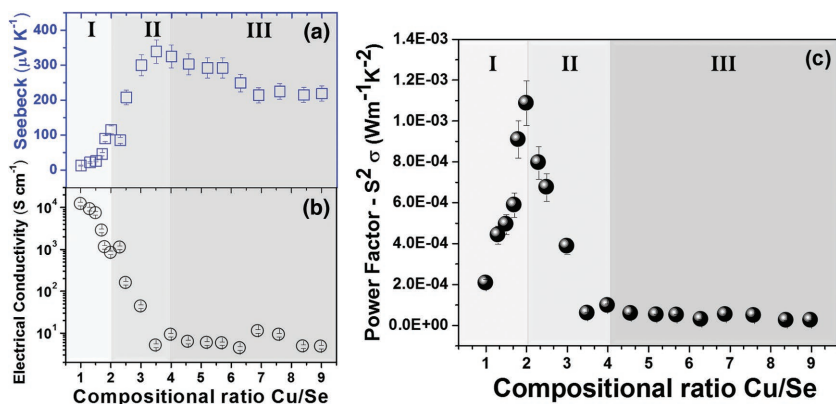 I II III (a)
Seebeck (μV K⁻¹)
400
300
200
100
0
(b)
Electrical Conductivity (S cm⁻¹)
10⁴
10³
10²
10¹
1 2 3 4 5 6 7 8 9
Compositional ratio Cu/Se
I II III (c)
Power Factor - S² σ (Wm⁻¹K⁻²)
1.4E-03
1.2E-03
1.0E-03
8.0E-04
6.0E-04
4.0E-04
2.0E-04
0.0E+00
1 2 3 4 5 6 7 8 9
Compositional ratio Cu/Se